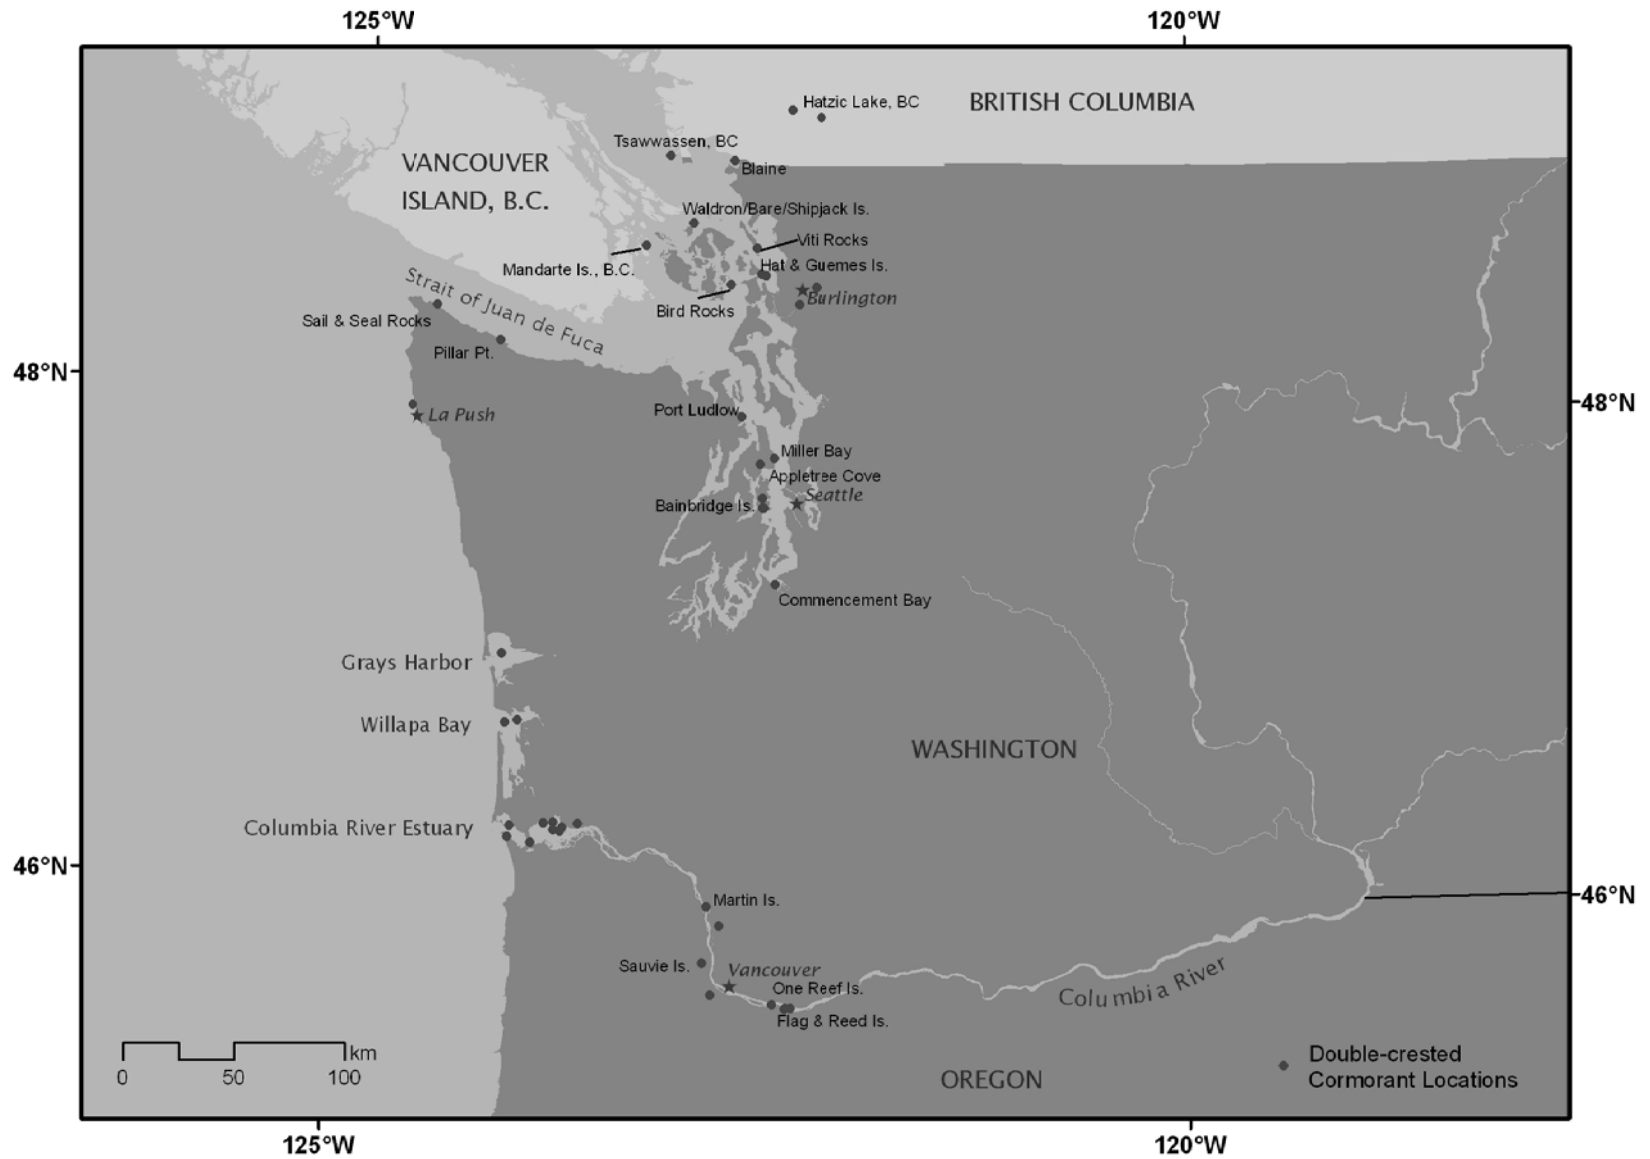 125°W
120°W
Hatzic Lake, BC
BRITISH COLUMBIA
Tsawwassen, BC
VANCOUVER
ISLAND, B.C.
Blaine
Waldron/Bare/Shipjack Is.
Viti Rocks
Mandarte Is., B.C.
Hat & Guemes Is.
Strait of Juan de Fuca
Burlington
Bird Rocks
Sail & Seal Rocks
Pillar Pt.
48°N
48°N
La Push
Port Ludlow
Miller Bay
Appletree Cove
Seattle
Bainbridge Is.
Commencement Bay
Grays Harbor
Willapa Bay
WASHINGTON
Columbia River Estuary
46°N
46°N
Martin Is.
Sauvie Is.
Vancouver
One Reef Is.
Columbia River
Flag & Reed Is.
km
0
50
100
OREGON
Double-crested
Cormorant Locations
125°W
120°W